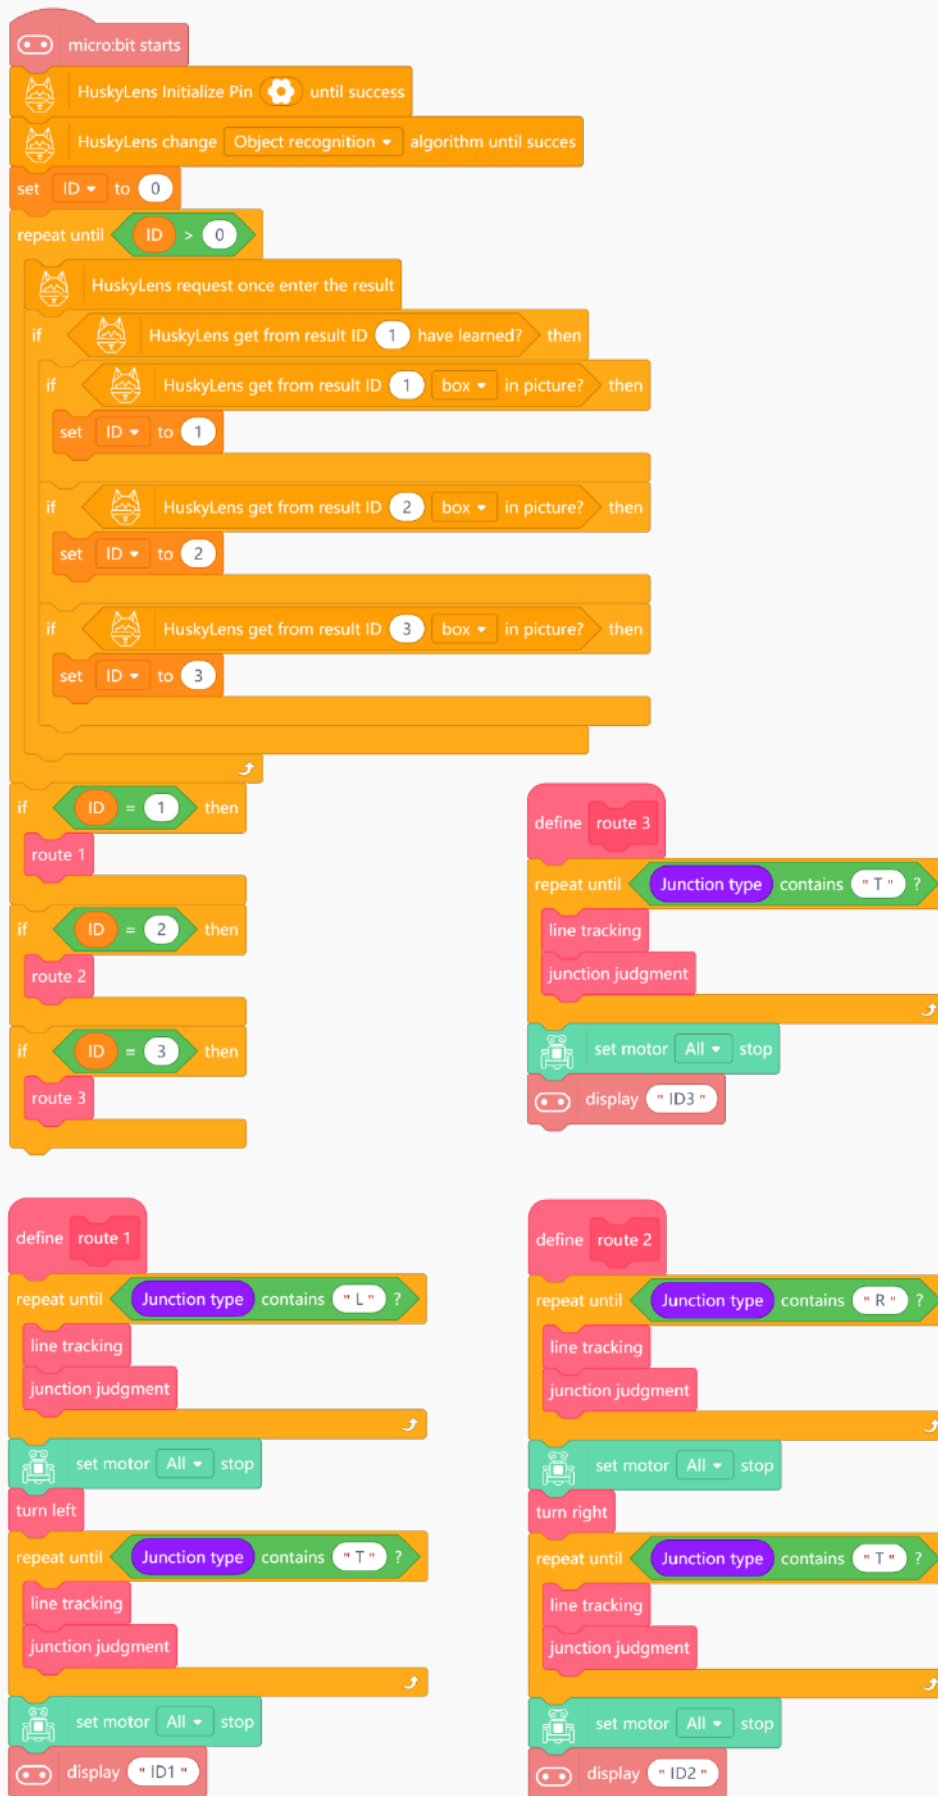 micro:bit starts
HuskyLens Initialize Pin until success
HuskyLens change Object recognition algorithm until succes
set ID to 0
repeat until ID > 0
HuskyLens request once enter the result
if HuskyLens get from result ID 1 have learned? then
if HuskyLens get from result ID 1 box in picture? then
set ID to 1
if HuskyLens get from result ID 2 box in picture? then
set ID to 2
if HuskyLens get from result ID 3 box in picture? then
set ID to 3
if ID = 1 then
route 1
if ID = 2 then
route 2
if ID = 3 then
route 3
define route 3
repeat until Junction type contains "T" ?
line tracking
junction judgment
set motor All stop
display "ID3"
define route 1
repeat until Junction type contains "L" ?
line tracking
junction judgment
set motor All stop
turn left
repeat until Junction type contains "T" ?
line tracking
junction judgment
set motor All stop
display "ID1"
define route 2
repeat until Junction type contains "R" ?
line tracking
junction judgment
set motor All stop
turn right
repeat until Junction type contains "T" ?
line tracking
junction judgment
set motor All stop
display "ID2"